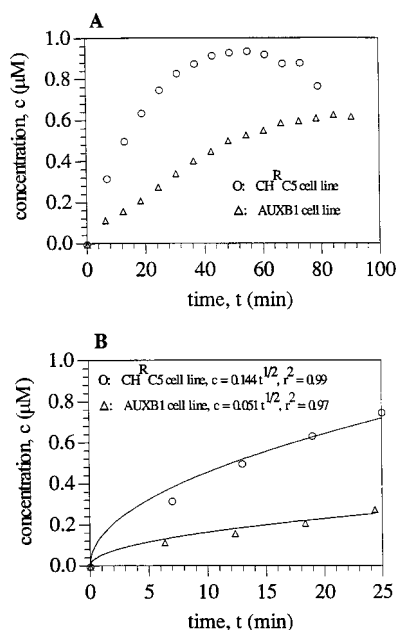 A
concentration, c (µM)
1.0
0.8
0.6
0.4
0.2
0.0
O: CH^R C5 cell line
Δ: AUXB1 cell line
0 20 40 60 80 100
time, t (min)
B
concentration, c (µM)
1.0
0.8
0.6
0.4
0.2
0.0
O: CH^R C5 cell line, c = 0.144 t^1/2, r^2 = 0.99
Δ: AUXB1 cell line, c = 0.051 t^1/2, r^2 = 0.97
0 5 10 15 20 25
time, t (min)